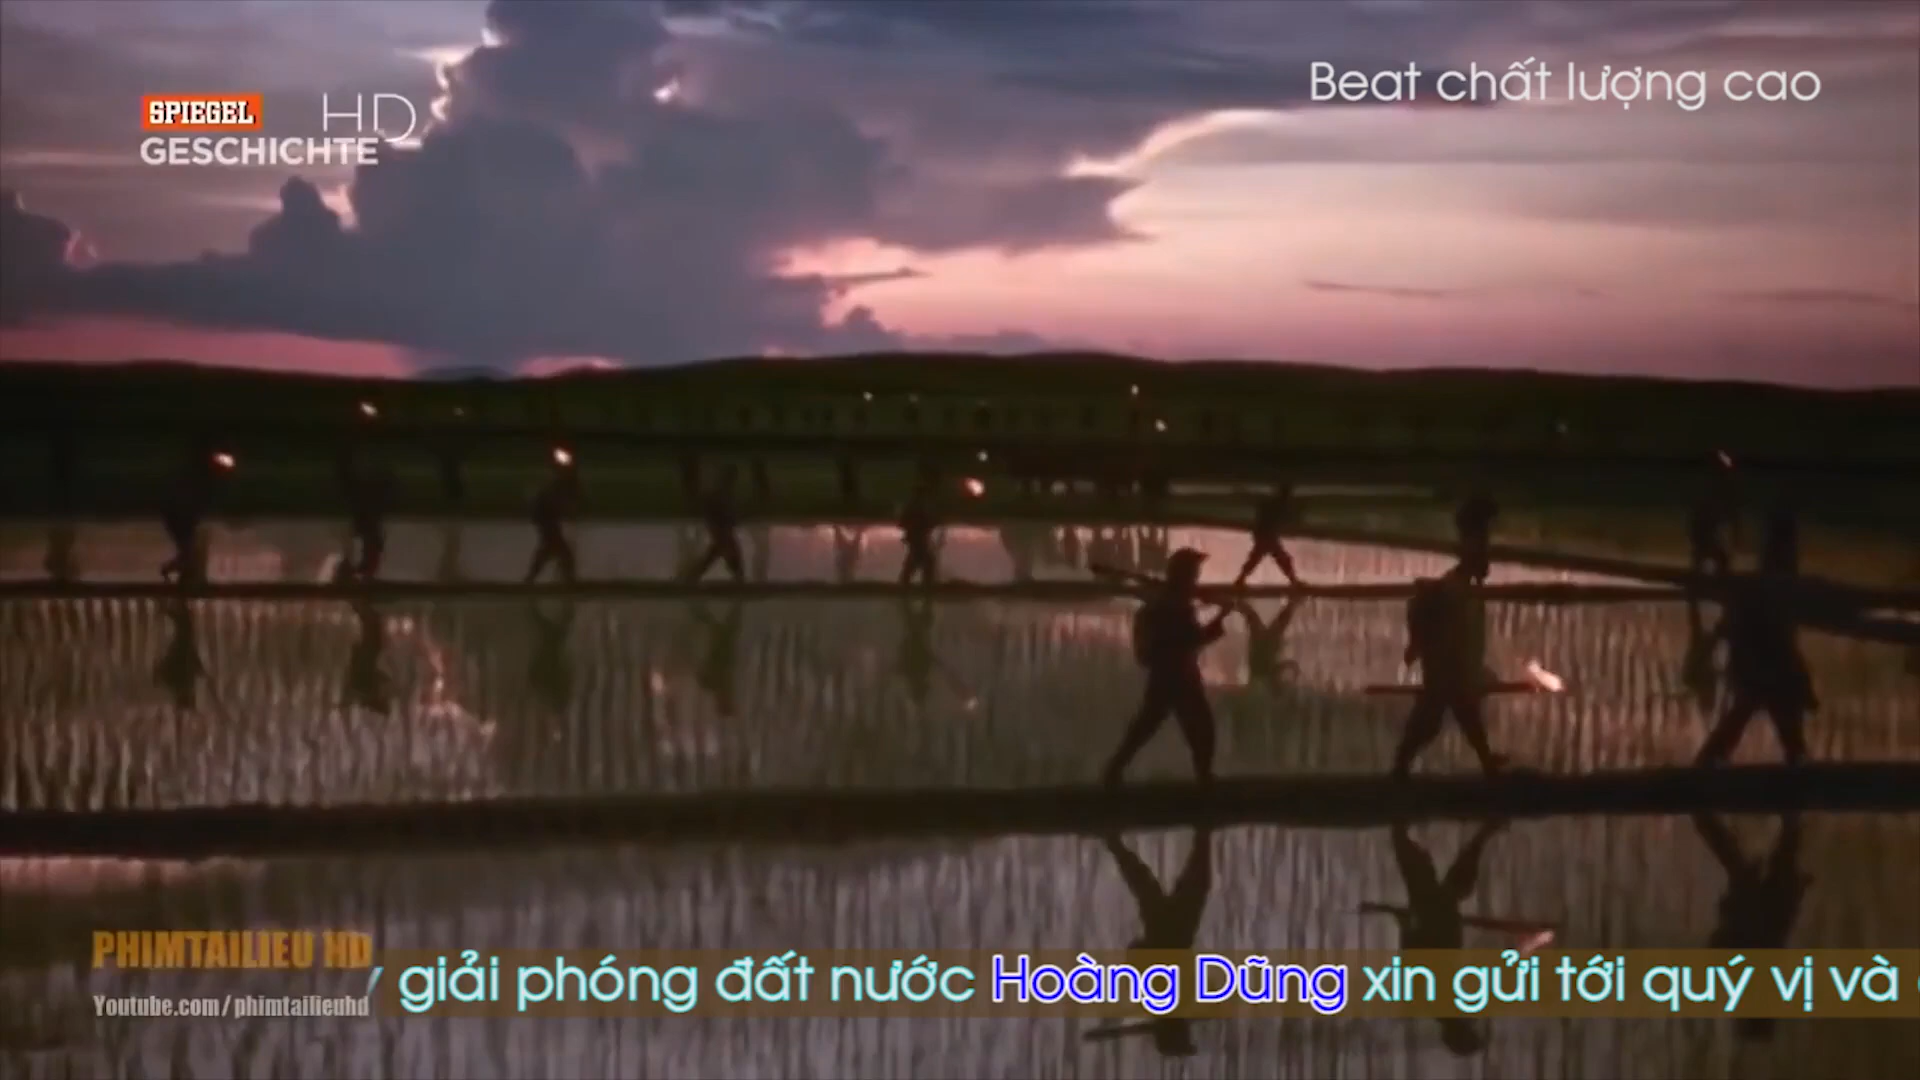 Beat chất lượng cao
SPIEGEL HD
GESCHICHTE
PHIMTAILIEU HD
giải phóng đất nước Hoàng Dũng xin gửi tới quý vị và
Youtube.com/phimtailieuhd